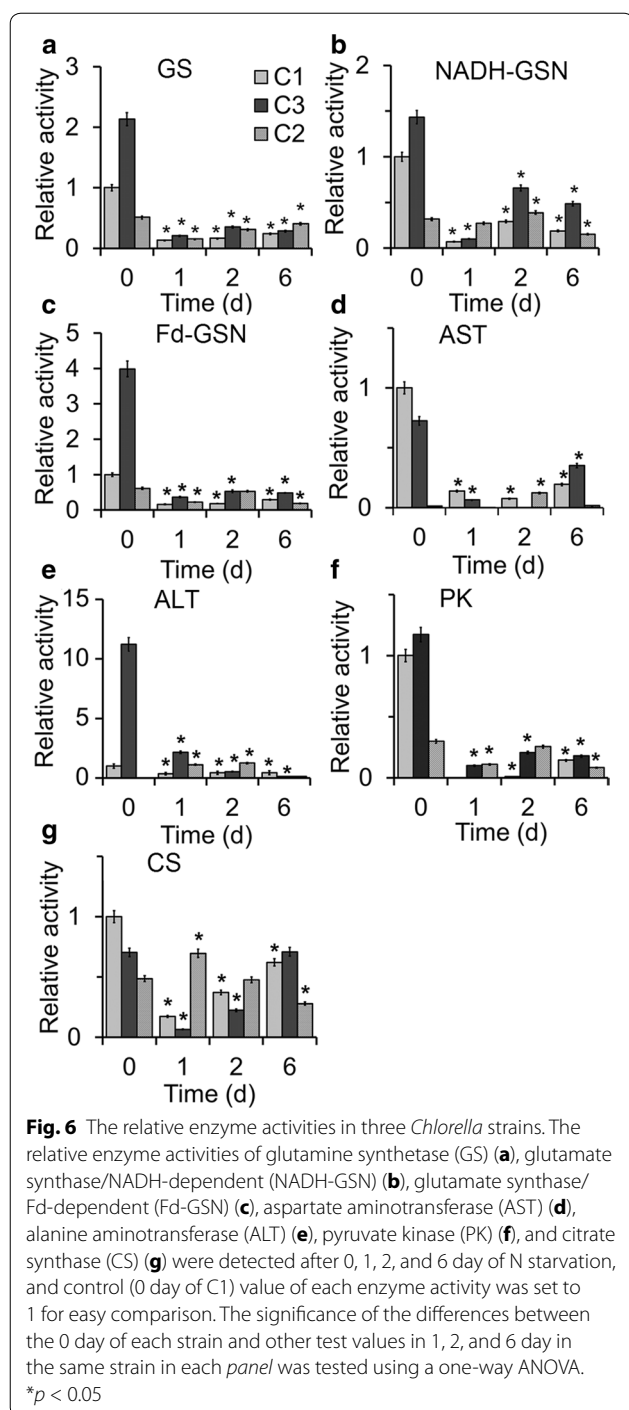 a
GS
Relative activity
3
2
1
0
C1
C3
C2
* * * * * * * * *
0 1 2 6
Time (d)
b
NADH-GSN
Relative activity
2
1.5
1
0.5
0
* * * * * * * *
0 1 2 6
Time (d)
c
Fd-GSN
Relative activity
5
4
3
2
1
0
* * * * * * * *
0 1 2 6
Time (d)
d
AST
Relative activity
1
0
* * * * * *
0 1 2 6
Time (d)
e
ALT
Relative activity
15
10
5
0
* * * * * * * *
0 1 2 6
Time (d)
f
PK
Relative activity
1
0
* * * * * * *
0 1 2 6
Time (d)
g
CS
Relative activity
1
0
* * * * * * *
0 1 2 6
Time (d)
Fig. 6 The relative enzyme activities in three Chlorella strains. The
relative enzyme activities of glutamine synthetase (GS) (a), glutamate
synthase/NADH-dependent (NADH-GSN) (b), glutamate synthase/
Fd-dependent (Fd-GSN) (c), aspartate aminotransferase (AST) (d),
alanine aminotransferase (ALT) (e), pyruvate kinase (PK) (f), and citrate
synthase (CS) (g) were detected after 0, 1, 2, and 6 day of N starvation,
and control (0 day of C1) value of each enzyme activity was set to
1 for easy comparison. The significance of the differences between
the 0 day of each strain and other test values in 1, 2, and 6 day in
the same strain in each panel was tested using a one-way ANOVA.
*p < 0.05